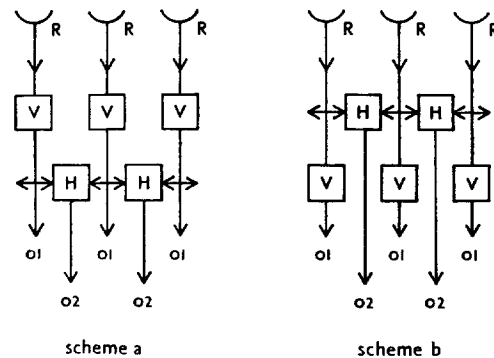 R R R R R R
H H
V V V V V V
H H
o1 o1 o1 o1 o1 o1
o2 o2 o2 o2
scheme a scheme b